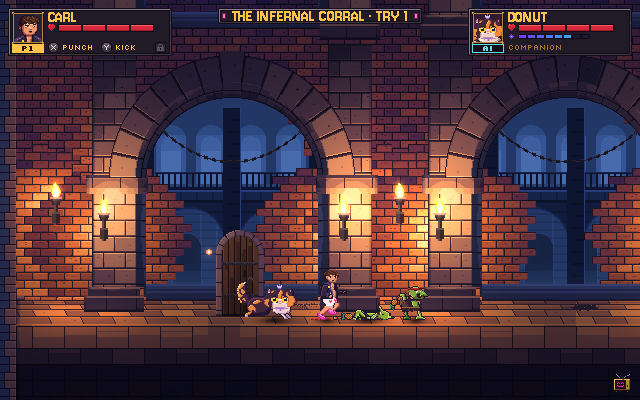 CARL
P1
X PUNCH Y KICK
THE INFERNAL CORRAL · TRY 1
DONUT
AI
COMPANION